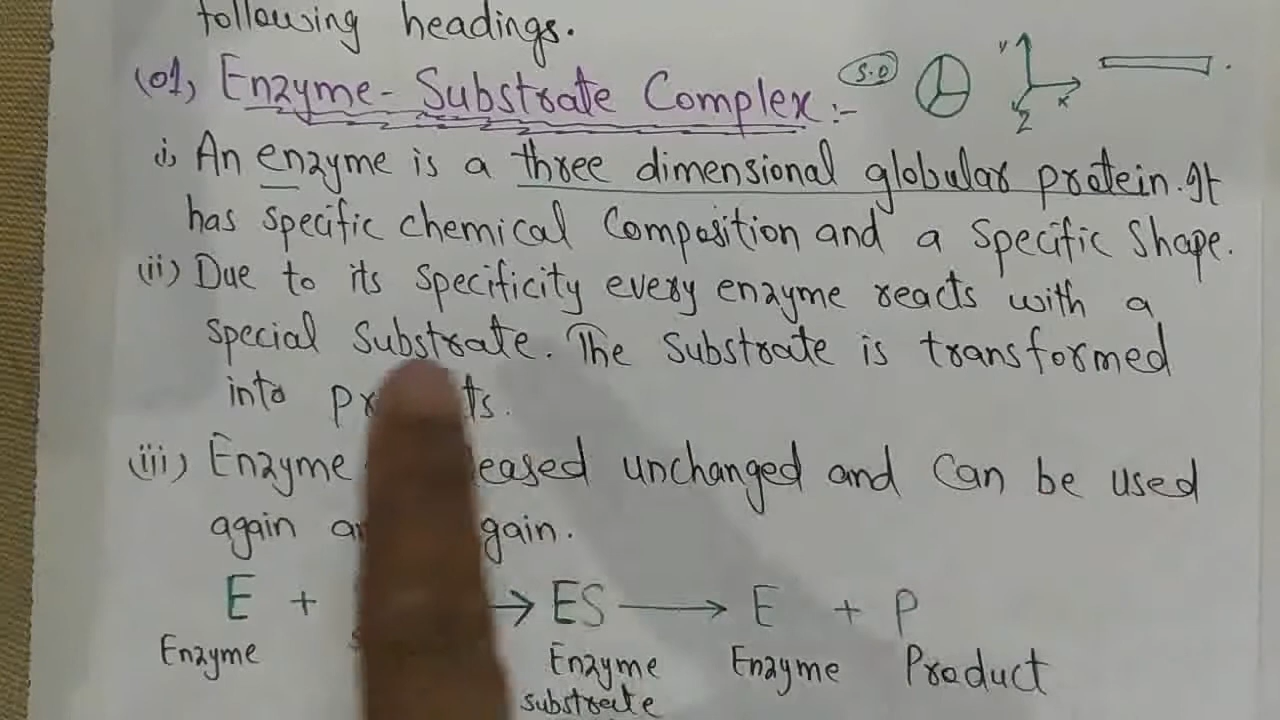 following headings.
(01, Enzyme - Substrate Complex :-
S.D
Y
X
Z
i, An enzyme is a three dimensional globular protein. It
has specific chemical Composition and a Specific Shape.
(ii) Due to its Specificity every enzyme reacts with a
special Substrate. The Substrate is transformed
into
(iii) Enzyme unchanged and Can be used
again
E + → ES → E + P
Enzyme Enzyme Enzyme Product
substrate